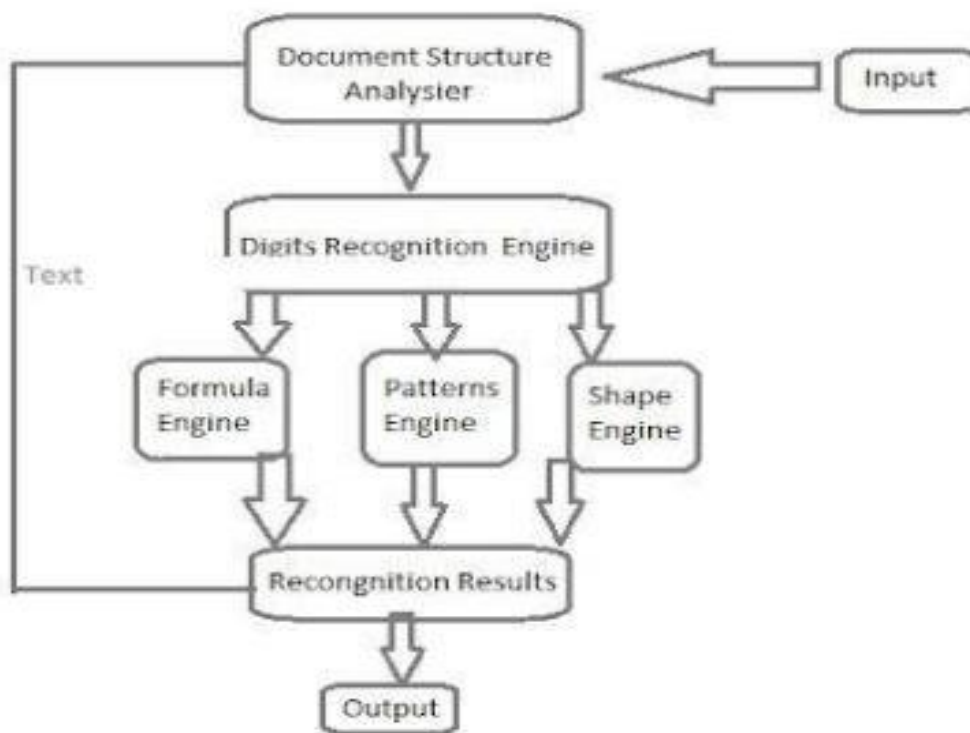 Document Structure
Analysier
Input
Digits Recognition Engine
Text
Formula
Engine
Patterns
Engine
Shape
Engine
Recongnition Results
Output